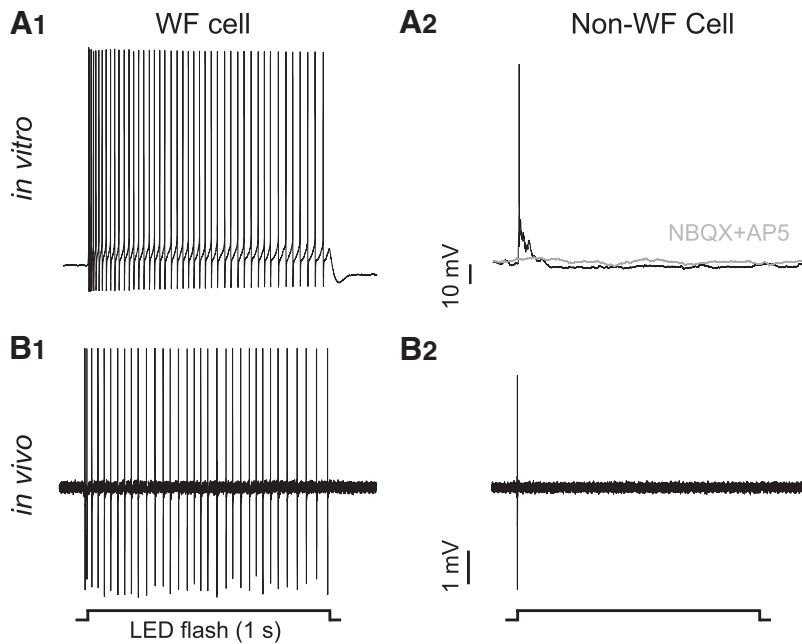 A1 WF cell
A2 Non-WF Cell
in vitro
NBQX+AP5
10 mV
B1
B2
in vivo
1 mV
LED flash (1 s)